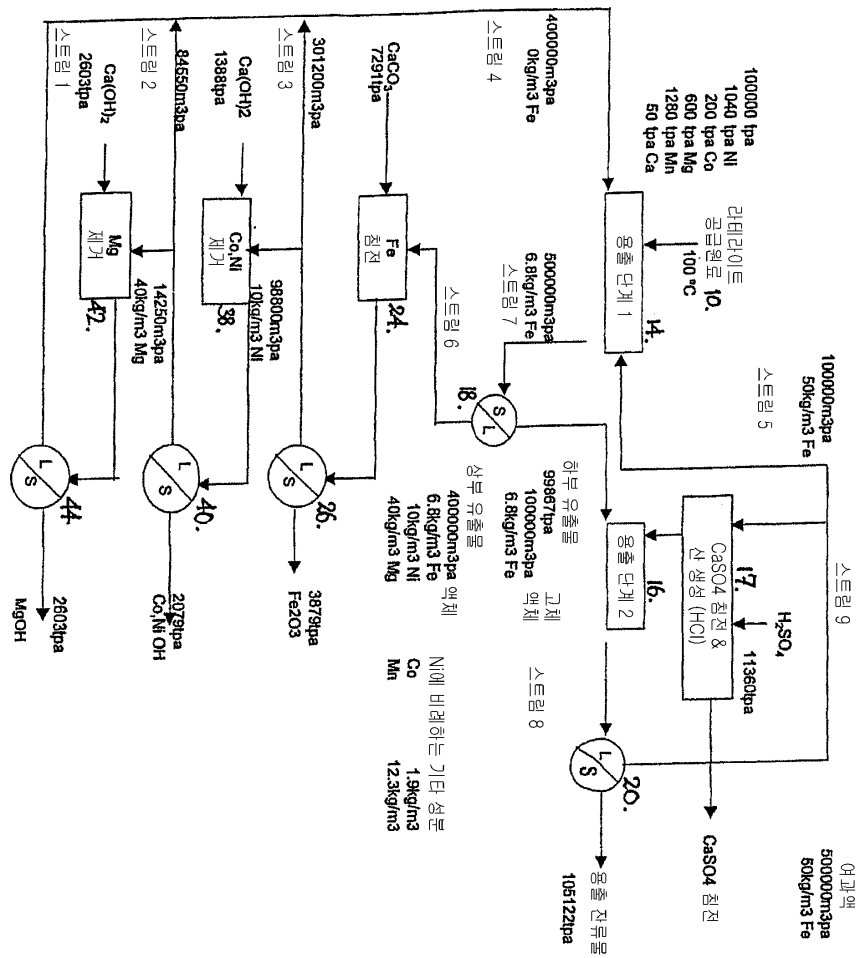 여과액
500000m3pa
50kg/m3 Fe
스트림 9
H₂SO₄
11360tpa
17.
CaSO4 침전 &
산 생성 (HCl)
CaSO4 침전
100000m3pa
50kg/m3 Fe
스트림 5
16.
용출 단계 2
L
S
20.
용출 잔류물
105122tpa
라테라이트
공급원료 10.
100 °C
100000 tpa
1040 tpa Ni
200 tpa Co
600 tpa Mg
1280 tpa Mn
50 tpa Ca
14.
용출 단계 1
하부 유출물
99867tpa 고체
100000m3pa 액체
6.8kg/m3 Fe
스트림 8
500000m3pa
6.8kg/m3 Fe
스트림 7
18.
S
L
스트림 6
상부 유출물
400000m3pa 액체
6.8kg/m3 Fe
10kg/m3 Ni
40kg/m3 Mg
Ni에 비례하는 기타 성분
Co 1.9kg/m3
Mn 12.3kg/m3
400000m3pa
0kg/m3 Fe
스트림 4
CaCO₃
7291tpa
Fe
침전
24.
L
S
26.
3879tpa
Fe2O3
301200m3pa
스트림 3
98800m3pa
10kg/m3 Ni
Ca(OH)2
1388tpa
Co,Ni
제거
38.
L
S
40.
2079tpa
Co,Ni OH
84550m3pa
스트림 2
14250m3pa
40kg/m3 Mg
Ca(OH)₂
2603tpa
Mg
제거
42.
스트림 1
L
S
44.
2603tpa
MgOH